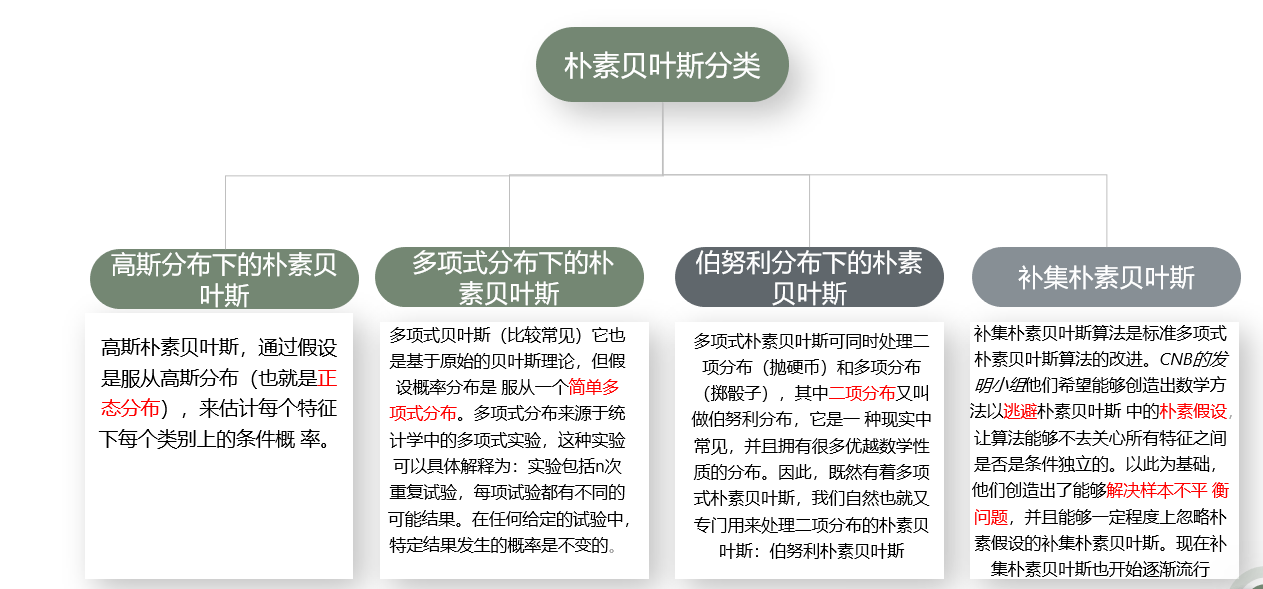 朴素贝叶斯分类
高斯分布下的朴素贝
叶斯
高斯朴素贝叶斯，通过假设
是服从高斯分布（也就是正
态分布），来估计每个特征
下每个类别上的条件概 率。
多项式分布下的朴
素贝叶斯
多项式贝叶斯（比较常见）它也
是基于原始的贝叶斯理论，但假
设概率分布是 服从一个简单多
项式分布。多项式分布来源于统
计学中的多项式实验，这种实验
可以具体解释为：实验包括n次
重复试验，每项试验都有不同的
可能结果。在任何给定的试验中，
特定结果发生的概率是不变的。
伯努利分布下的朴素
贝叶斯
多项式朴素贝叶斯可同时处理二
项分布（抛硬币）和多项分布
（掷骰子），其中二项分布又叫
做伯努利分布，它是一 种现实中
常见，并且拥有很多优越数学性
质的分布。因此，既然有着多项
式朴素贝叶斯，我们自然也就又
专门用来处理二项分布的朴素贝
叶斯：伯努利朴素贝叶斯
补集朴素贝叶斯
补集朴素贝叶斯算法是标准多项式
朴素贝叶斯算法的改进。CNB的发
明小组他们希望能够创造出数学方
法以逃避朴素贝叶斯 中的朴素假设，
让算法能够不去关心所有特征之间
是否是条件独立的。以此为基础，
他们创造出了能够解决样本不平 衡
问题，并且能够一定程度上忽略朴
素假设的补集朴素贝叶斯。现在补
集朴素贝叶斯也开始逐渐流行